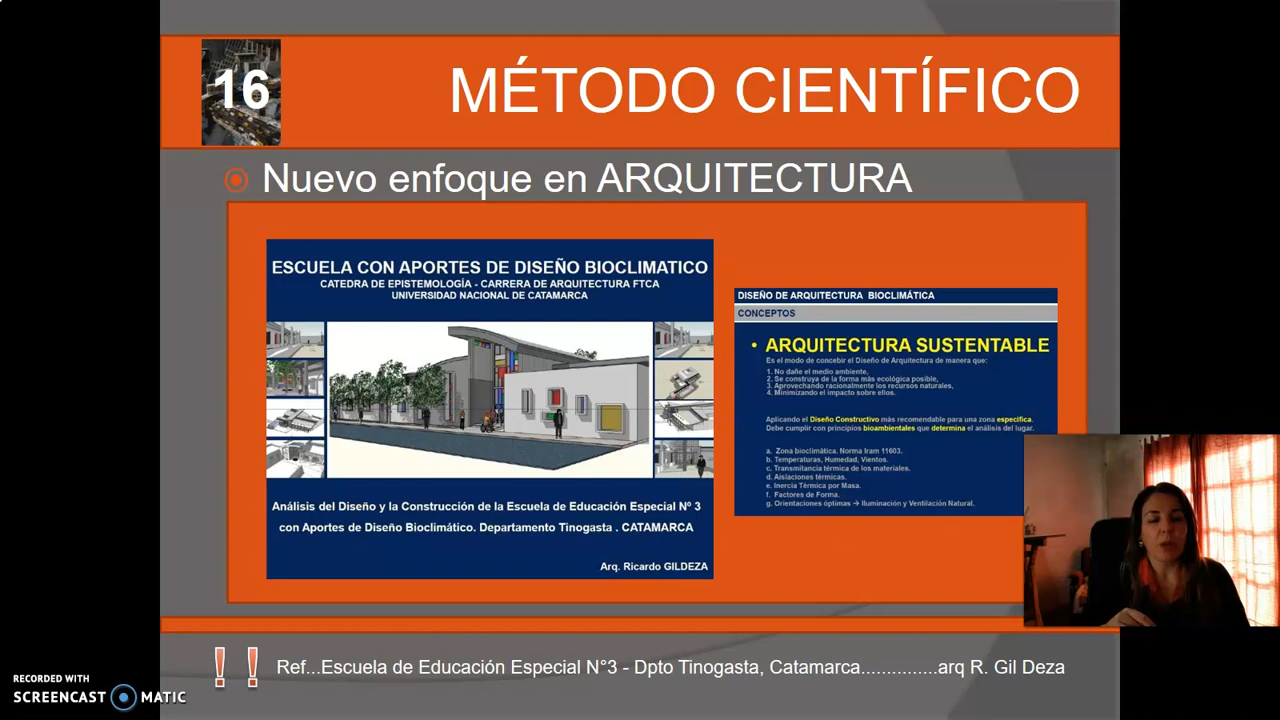 16
MÉTODO CIENTÍFICO
Nuevo enfoque en ARQUITECTURA
ESCUELA CON APORTES DE DISEÑO BIOCLIMATICO
CATEDRA DE EPISTEMOLOGÍA - CARRERA DE ARQUITECTURA FTCA
UNIVERSIDAD NACIONAL DE CATAMARCA
Análisis del Diseño y la Construcción de la Escuela de Educación Especial Nº 3
con Aportes de Diseño Bioclimático. Departamento Tinogasta . CATAMARCA
Arq. Ricardo GILDEZA
DISEÑO DE ARQUITECTURA BIOCLIMÁTICA
CONCEPTOS
• ARQUITECTURA SUSTENTABLE
Es el modo de concebir el Diseño de Arquitectura de manera que:
1. No dañe el medio ambiente,
2. Se construya de la forma más ecológica posible,
3. Aprovechando racionalmente los recursos naturales,
4. Minimizando el impacto sobre ellos.
Aplicando el Diseño Constructivo más recomendable para una zona específica.
Debe cumplir con principios bioambientales que determina el análisis del lugar.
a. Zona bioclimática. Norma Iram 11603.
b. Temperaturas, Humedad, Vientos.
c. Transmitancia térmica de los materiales.
d. Aislaciones térmicas.
e. Inercia Térmica por Masa.
f. Factores de Forma.
g. Orientaciones óptimas → Iluminación y Ventilación Natural.
!! Ref...Escuela de Educación Especial N°3 - Dpto Tinogasta, Catamarca..............arq R. Gil Deza
RECORDED WITH
SCREENCAST MATIC